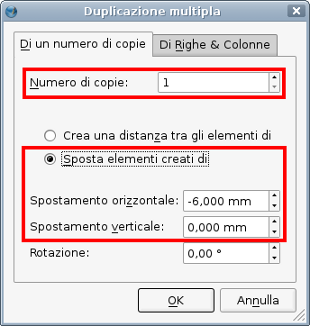 Duplicazione multipla
Di un numero di copie
Di Righe & Colonne
Numero di copie:
1
Crea una distanza tra gli elementi di
Sposta elementi creati di
Spostamento orizzontale:
-6,000 mm
Spostamento verticale:
0,000 mm
Rotazione:
0,00 °
OK
Annulla